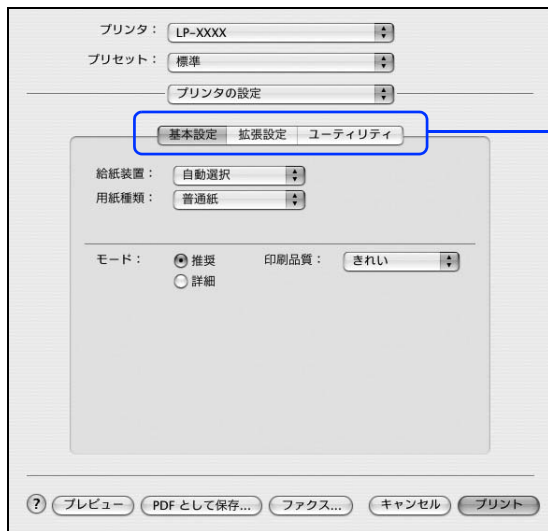 プリンタ： LP-XXXX
プリセット： 標準
プリンタの設定
基本設定 拡張設定 ユーティリティ
給紙装置： 自動選択
用紙種類： 普通紙
モード： 推奨 印刷品質： きれい
詳細
? プレビュー PDF として保存... ファクス... キャンセル プリント